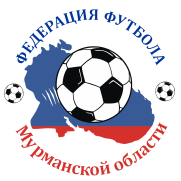 ФЕДЕРАЦИЯ ФУТБОЛА
Мурманской области